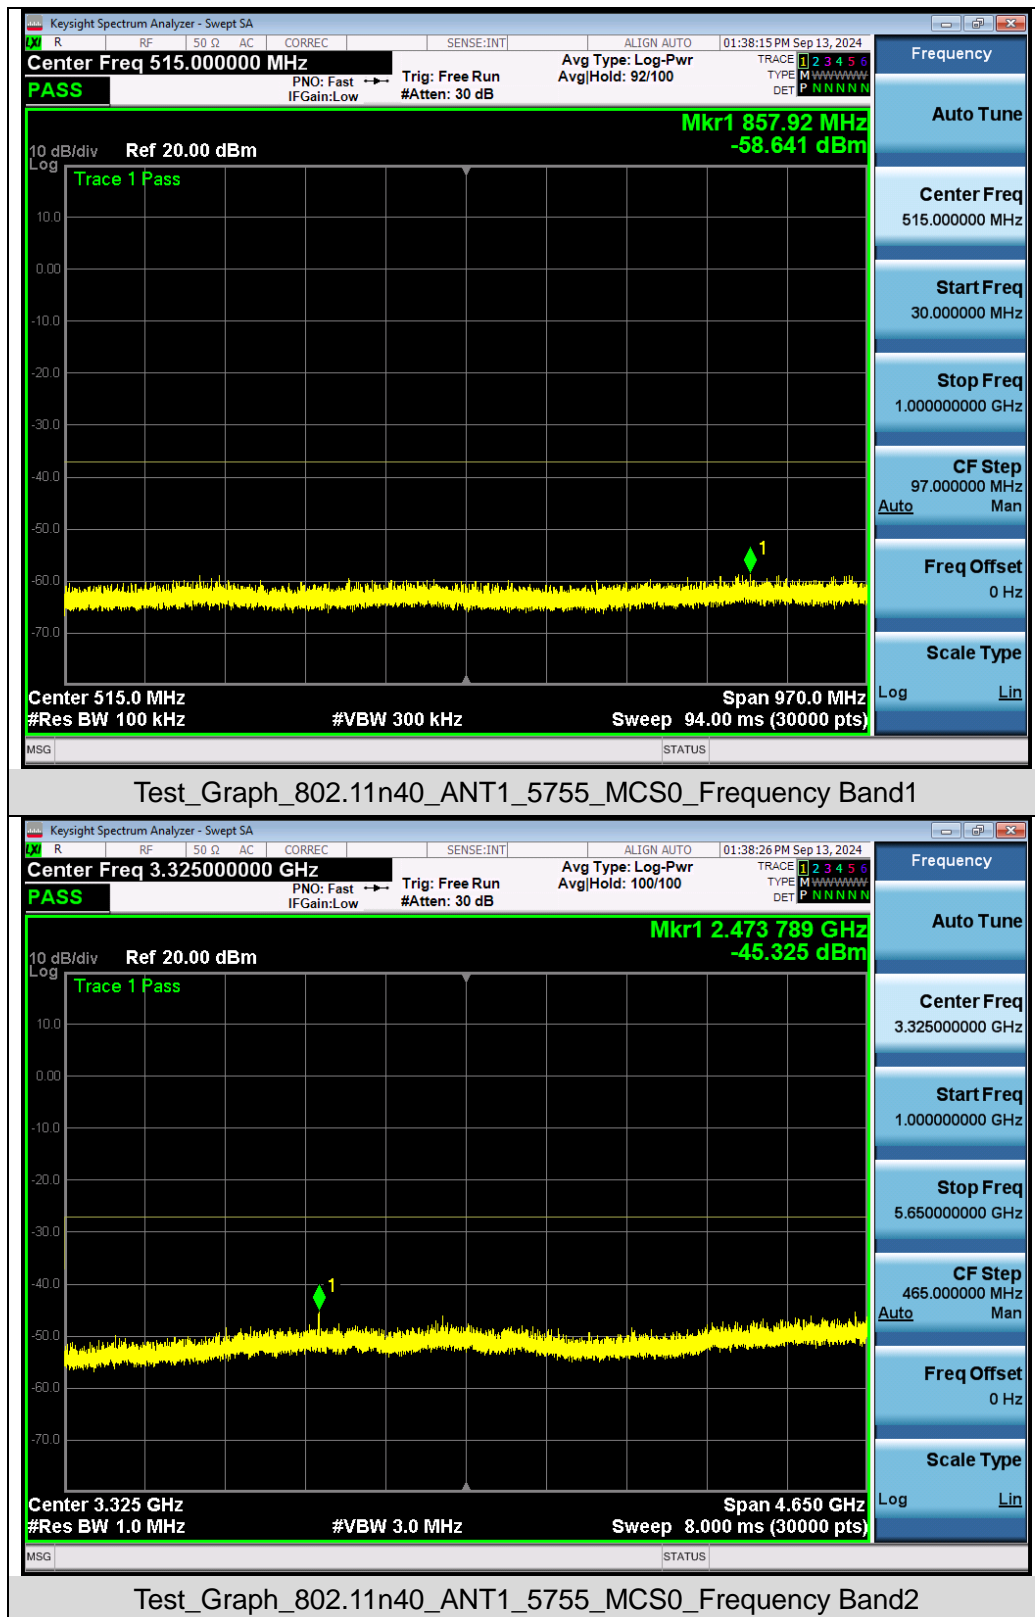 Keysight Spectrum Analyzer - Swept SA
LXI R RF 50 Ω AC CORREC SENSE:INT ALIGN AUTO 01:38:15 PM Sep 13, 2024
Center Freq 515.000000 MHz
PASS
PNO: Fast
IFGain:Low
Trig: Free Run
#Atten: 30 dB
Avg Type: Log-Pwr
Avg|Hold: 92/100
TRACE 1 2 3 4 5 6
TYPE M WWWWW
DET P N N N N N
Mkr1 857.92 MHz
-58.641 dBm
10 dB/div
Log
Ref 20.00 dBm
Trace 1 Pass
10.0
0.00
-10.0
-20.0
-30.0
-40.0
-50.0
-60.0
-70.0
1
Center 515.0 MHz
Span 970.0 MHz
#Res BW 100 kHz
#VBW 300 kHz
Sweep 94.00 ms (30000 pts)
MSG
STATUS
Frequency
Auto Tune
Center Freq
515.000000 MHz
Start Freq
30.000000 MHz
Stop Freq
1.000000000 GHz
CF Step
97.000000 MHz
Auto Man
Freq Offset
0 Hz
Scale Type
Log Lin
Test_Graph_802.11n40_ANT1_5755_MCS0_Frequency Band1
Keysight Spectrum Analyzer - Swept SA
LXI R RF 50 Ω AC CORREC SENSE:INT ALIGN AUTO 01:38:26 PM Sep 13, 2024
Center Freq 3.325000000 GHz
PASS
PNO: Fast
IFGain:Low
Trig: Free Run
#Atten: 30 dB
Avg Type: Log-Pwr
Avg|Hold: 100/100
TRACE 1 2 3 4 5 6
TYPE M WWWWW
DET P N N N N N
Mkr1 2.473 789 GHz
-45.325 dBm
10 dB/div
Log
Ref 20.00 dBm
Trace 1 Pass
10.0
0.00
-10.0
-20.0
-30.0
-40.0
-50.0
-60.0
-70.0
1
Center 3.325 GHz
Span 4.650 GHz
#Res BW 1.0 MHz
#VBW 3.0 MHz
Sweep 8.000 ms (30000 pts)
MSG
STATUS
Frequency
Auto Tune
Center Freq
3.325000000 GHz
Start Freq
1.000000000 GHz
Stop Freq
5.650000000 GHz
CF Step
465.000000 MHz
Auto Man
Freq Offset
0 Hz
Scale Type
Log Lin
Test_Graph_802.11n40_ANT1_5755_MCS0_Frequency Band2